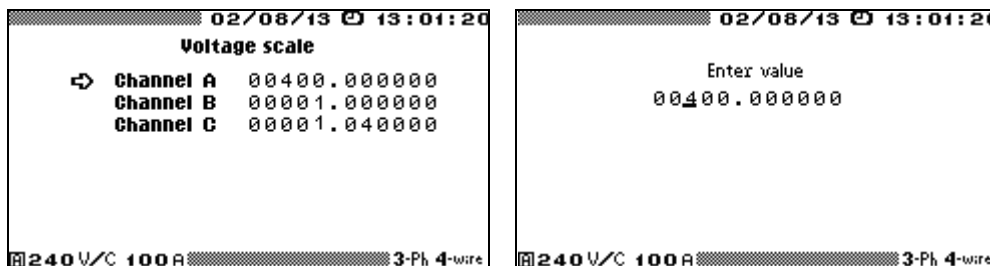 02/08/13 13:01:20
Voltage scale
Channel A 00400.000000
Channel B 00001.000000
Channel C 00001.040000
A 240 V/C 100 A 3-Ph 4-wire
02/08/13 13:01:20
Enter value
00400.000000
A 240 V/C 100 A 3-Ph 4-wire